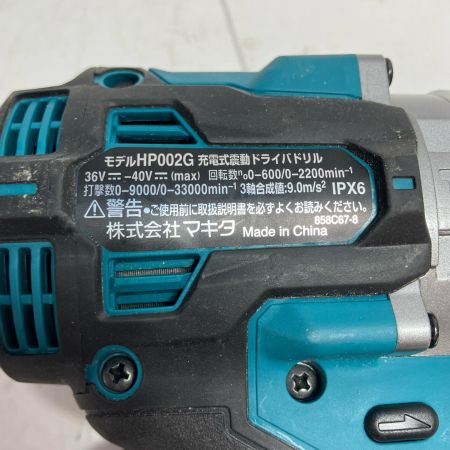 モデルHP002G 充電式震動ドライバドリル
36V⎓ -40V⎓(max) 回転数n₀0-600/0-2200min⁻¹
打撃数0-9000/0-33000min⁻¹ 3軸合成値:9.0m/s² IPX6
⚠警告・ご使用前に取扱説明書を必ずよくお読みください。
858C67-8
株式会社マキタ Made in China